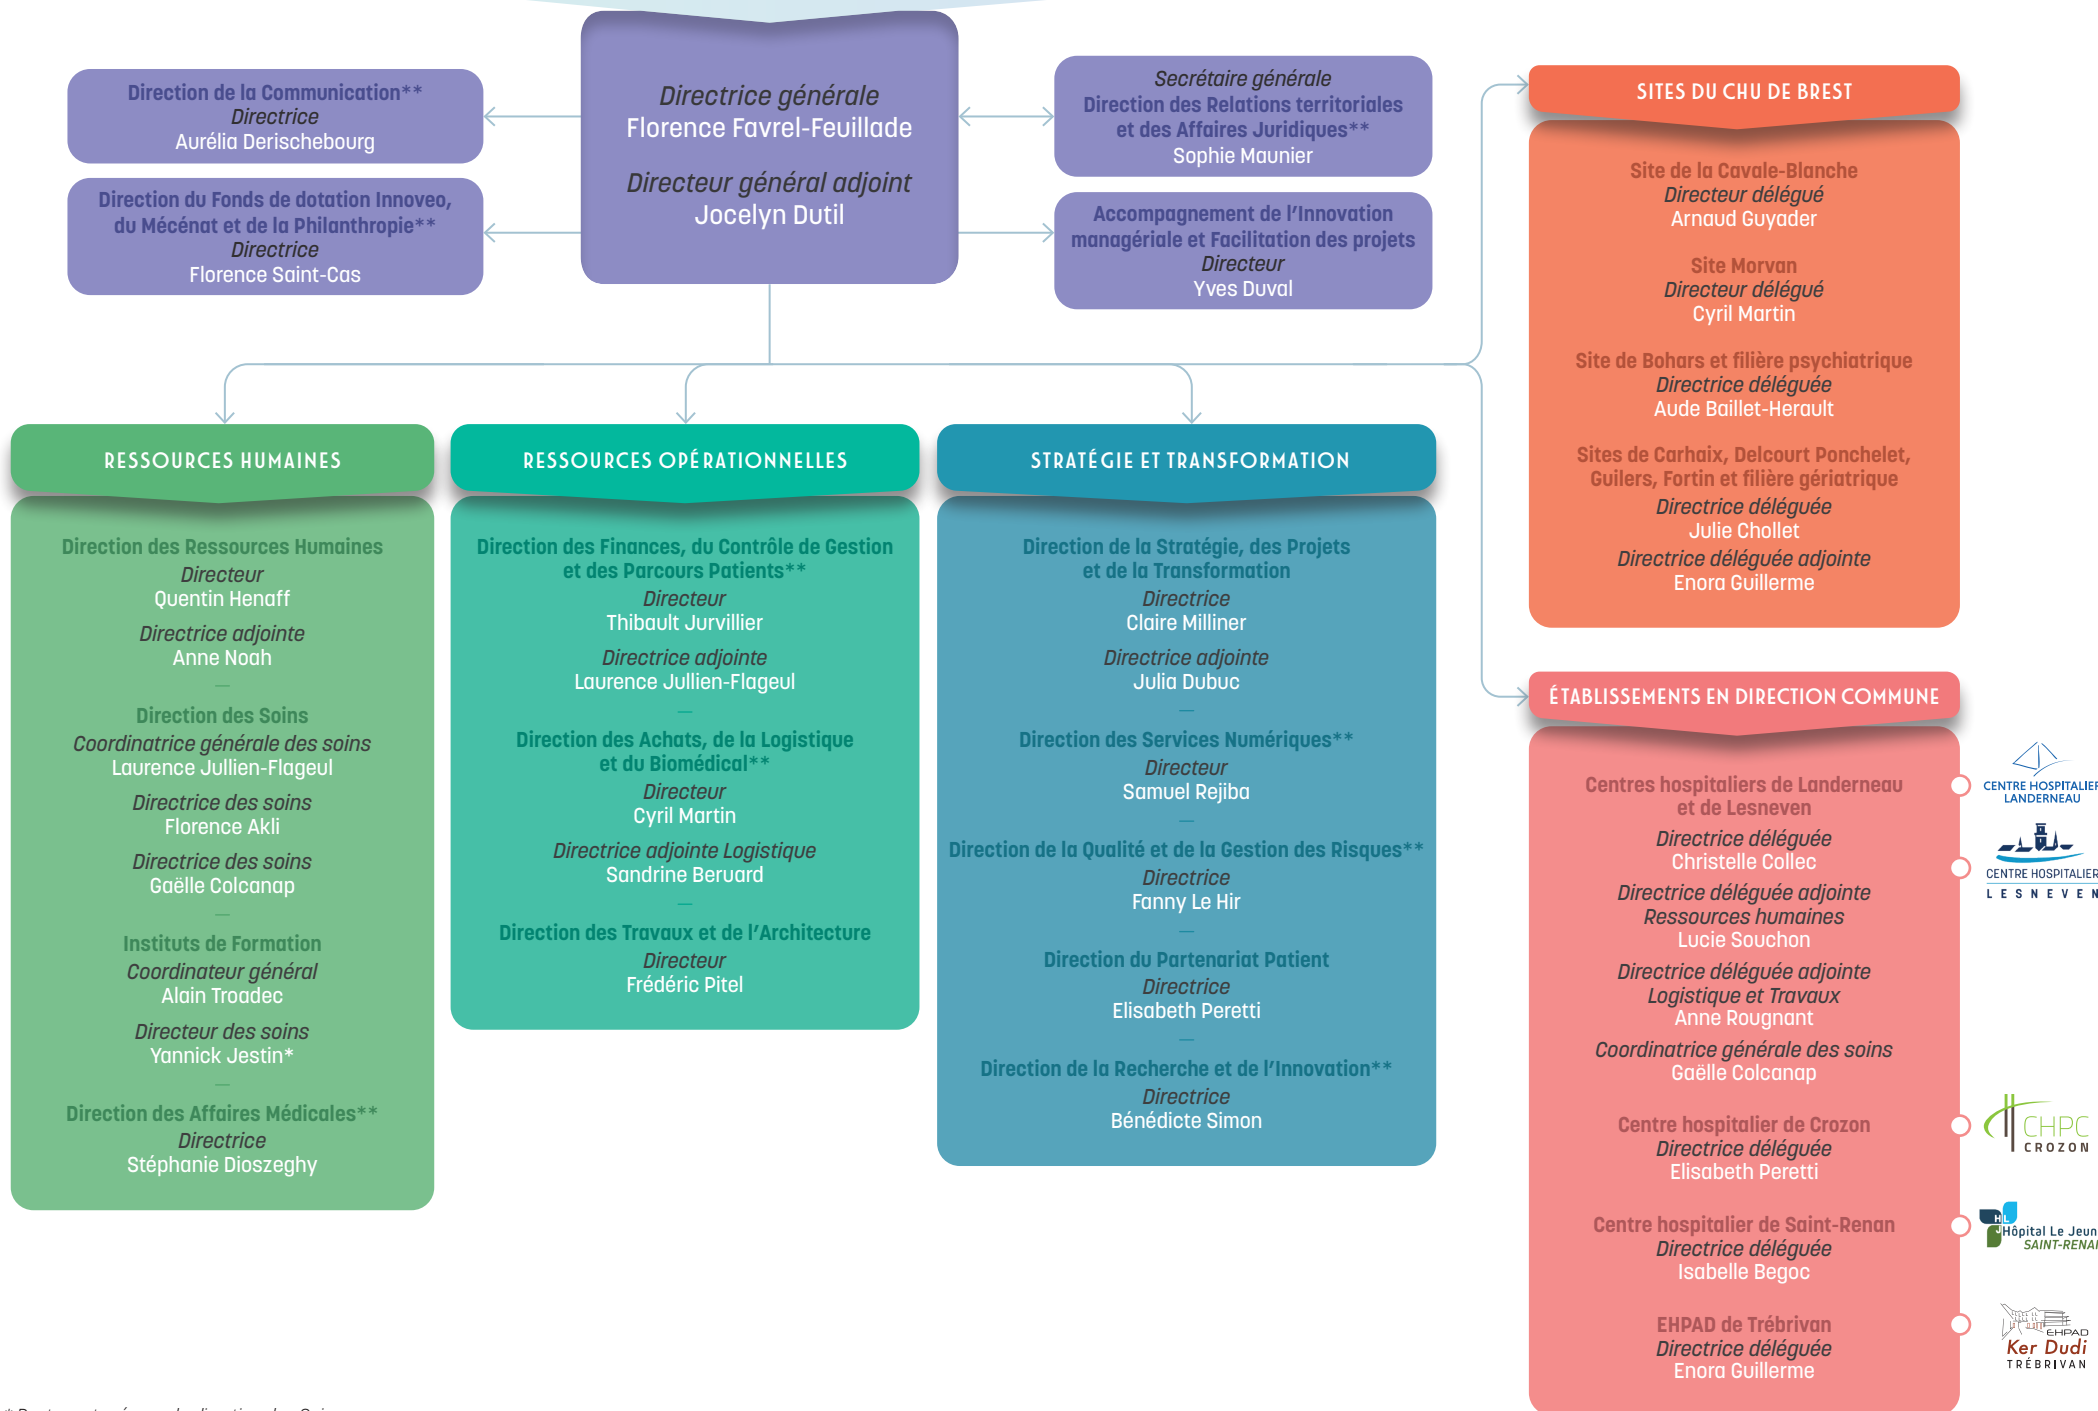 Direction de la Communication**
Directrice
Aurélia Derischebourg
Direction du Fonds de dotation Innoveo,
du Mécénat et de la Philanthropie**
Directrice
Florence Saint-Cas
Directrice générale
Florence Favrel-Feuillade
Directeur général adjoint
Jocelyn Dutil
Secrétaire générale
Direction des Relations territoriales
et des Affaires Juridiques**
Sophie Maunier
Accompagnement de l'Innovation
managériale et Facilitation des projets
Directeur
Yves Duval
RESSOURCES HUMAINES
Direction des Ressources Humaines
Directeur
Quentin Henaff
Directrice adjointe
Anne Noah
—
Direction des Soins
Coordinatrice générale des soins
Laurence Jullien-Flageul
Directrice des soins
Florence Akli
Directrice des soins
Gaëlle Colcanap
—
Instituts de Formation
Coordinateur général
Alain Troadec
Directeur des soins
Yannick Jestin*
—
Direction des Affaires Médicales**
Directrice
Stéphanie Dioszeghy
RESSOURCES OPÉRATIONNELLES
Direction des Finances, du Contrôle de Gestion
et des Parcours Patients**
Directeur
Thibault Jurvillier
Directrice adjointe
Laurence Jullien-Flageul
—
Direction des Achats, de la Logistique
et du Biomédical**
Directeur
Cyril Martin
Directrice adjointe Logistique
Sandrine Beruard
—
Direction des Travaux et de l'Architecture
Directeur
Frédéric Pitel
STRATÉGIE ET TRANSFORMATION
Direction de la Stratégie, des Projets
et de la Transformation
Directrice
Claire Milliner
Directrice adjointe
Julia Dubuc
—
Direction des Services Numériques**
Directeur
Samuel Rejiba
—
Direction de la Qualité et de la Gestion des Risques**
Directrice
Fanny Le Hir
—
Direction du Partenariat Patient
Directrice
Elisabeth Peretti
—
Direction de la Recherche et de l'Innovation**
Directrice
Bénédicte Simon
SITES DU CHU DE BREST
Site de la Cavale-Blanche
Directeur délégué
Arnaud Guyader
Site Morvan
Directeur délégué
Cyril Martin
Site de Bohars et filière psychiatrique
Directrice déléguée
Aude Baillet-Herault
Sites de Carhaix, Delcourt Ponchelet,
Guilers, Fortin et filière gériatrique
Directrice déléguée
Julie Chollet
Directrice déléguée adjointe
Enora Guillerme
ÉTABLISSEMENTS EN DIRECTION COMMUNE
Centres hospitaliers de Landerneau
et de Lesneven
Directrice déléguée
Christelle Collec
Directrice déléguée adjointe
Ressources humaines
Lucie Souchon
Directrice déléguée adjointe
Logistique et Travaux
Anne Rougnant
Coordinatrice générale des soins
Gaëlle Colcanap
Centre hospitalier de Crozon
Directrice déléguée
Elisabeth Peretti
Centre hospitalier de Saint-Renan
Directrice déléguée
Isabelle Begoc
EHPAD de Trébrivan
Directrice déléguée
Enora Guillerme
CENTRE HOSPITALIER
LANDERNEAU
CENTRE HOSPITALIER
LESNEVEN
CHPC
CROZON
HL
J
Hôpital Le Jeun
SAINT-RENA
EHPAD
Ker Dudi
TRÉBRIVAN